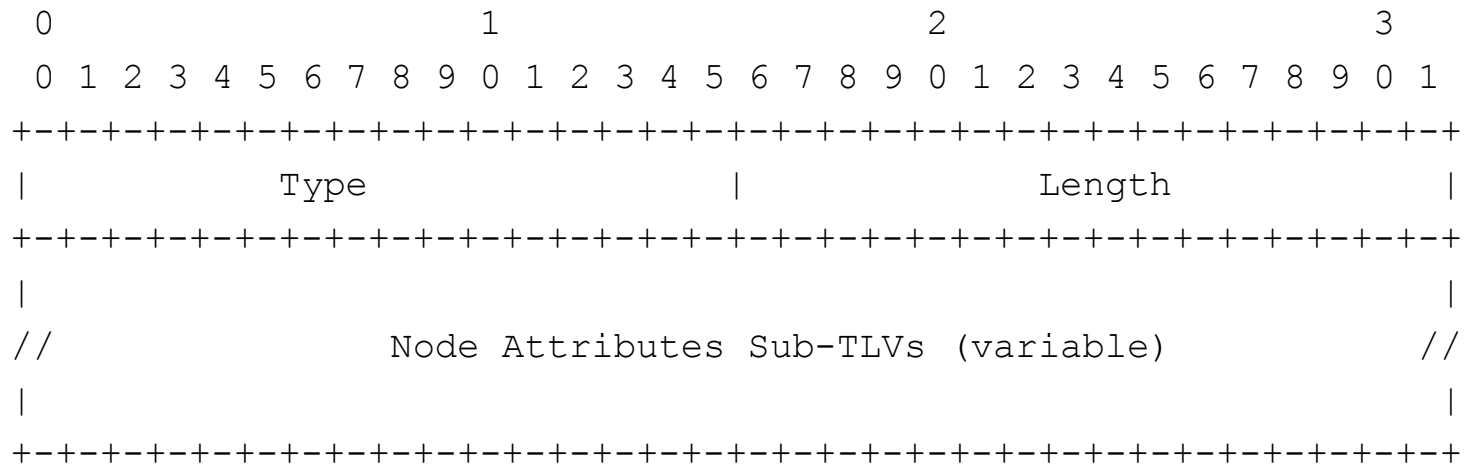 0                   1                   2                   3
 0 1 2 3 4 5 6 7 8 9 0 1 2 3 4 5 6 7 8 9 0 1 2 3 4 5 6 7 8 9 0 1
+-+-+-+-+-+-+-+-+-+-+-+-+-+-+-+-+-+-+-+-+-+-+-+-+-+-+-+-+-+-+-+-+
|           Type                |             Length            |
+-+-+-+-+-+-+-+-+-+-+-+-+-+-+-+-+-+-+-+-+-+-+-+-+-+-+-+-+-+-+-+-+
|                                                               |
//               Node Attributes Sub-TLVs (variable)           //
|                                                               |
+-+-+-+-+-+-+-+-+-+-+-+-+-+-+-+-+-+-+-+-+-+-+-+-+-+-+-+-+-+-+-+-+